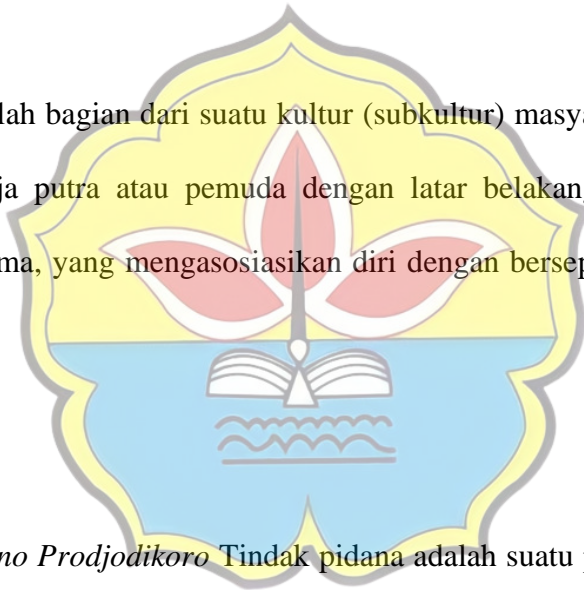 lah bagian dari suatu kultur (subkultur) masya
ja putra atau pemuda dengan latar belakang
ma, yang mengasosiasikan diri dengan bersep
no Prodjodikoro Tindak pidana adalah suatu p